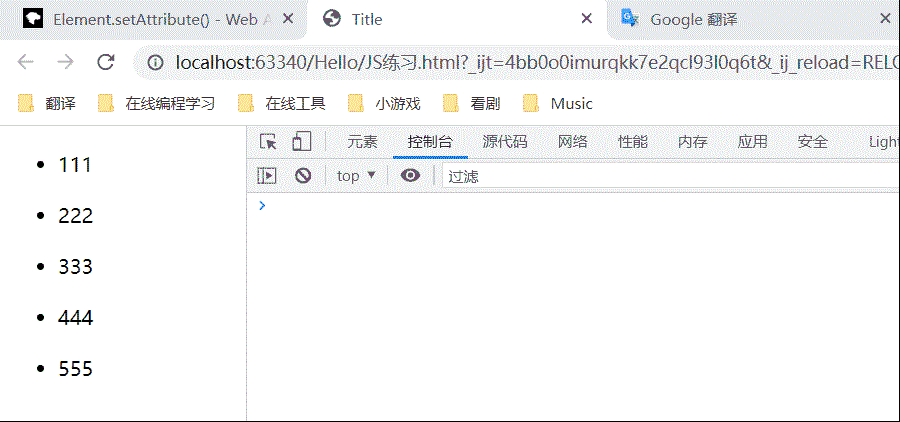 Element.setAttribute() - Web A
Title
Google 翻译
localhost:63340/Hello/JS练习.html?_ijt=4bb0o0imurqkk7e2qcl93l0q6t&_ij_reload=RELO
翻译 在线编程学习 在线工具 小游戏 看剧 Music
元素 控制台 源代码 网络 性能 内存 应用 安全 Light
top 过滤
111
222
333
444
555